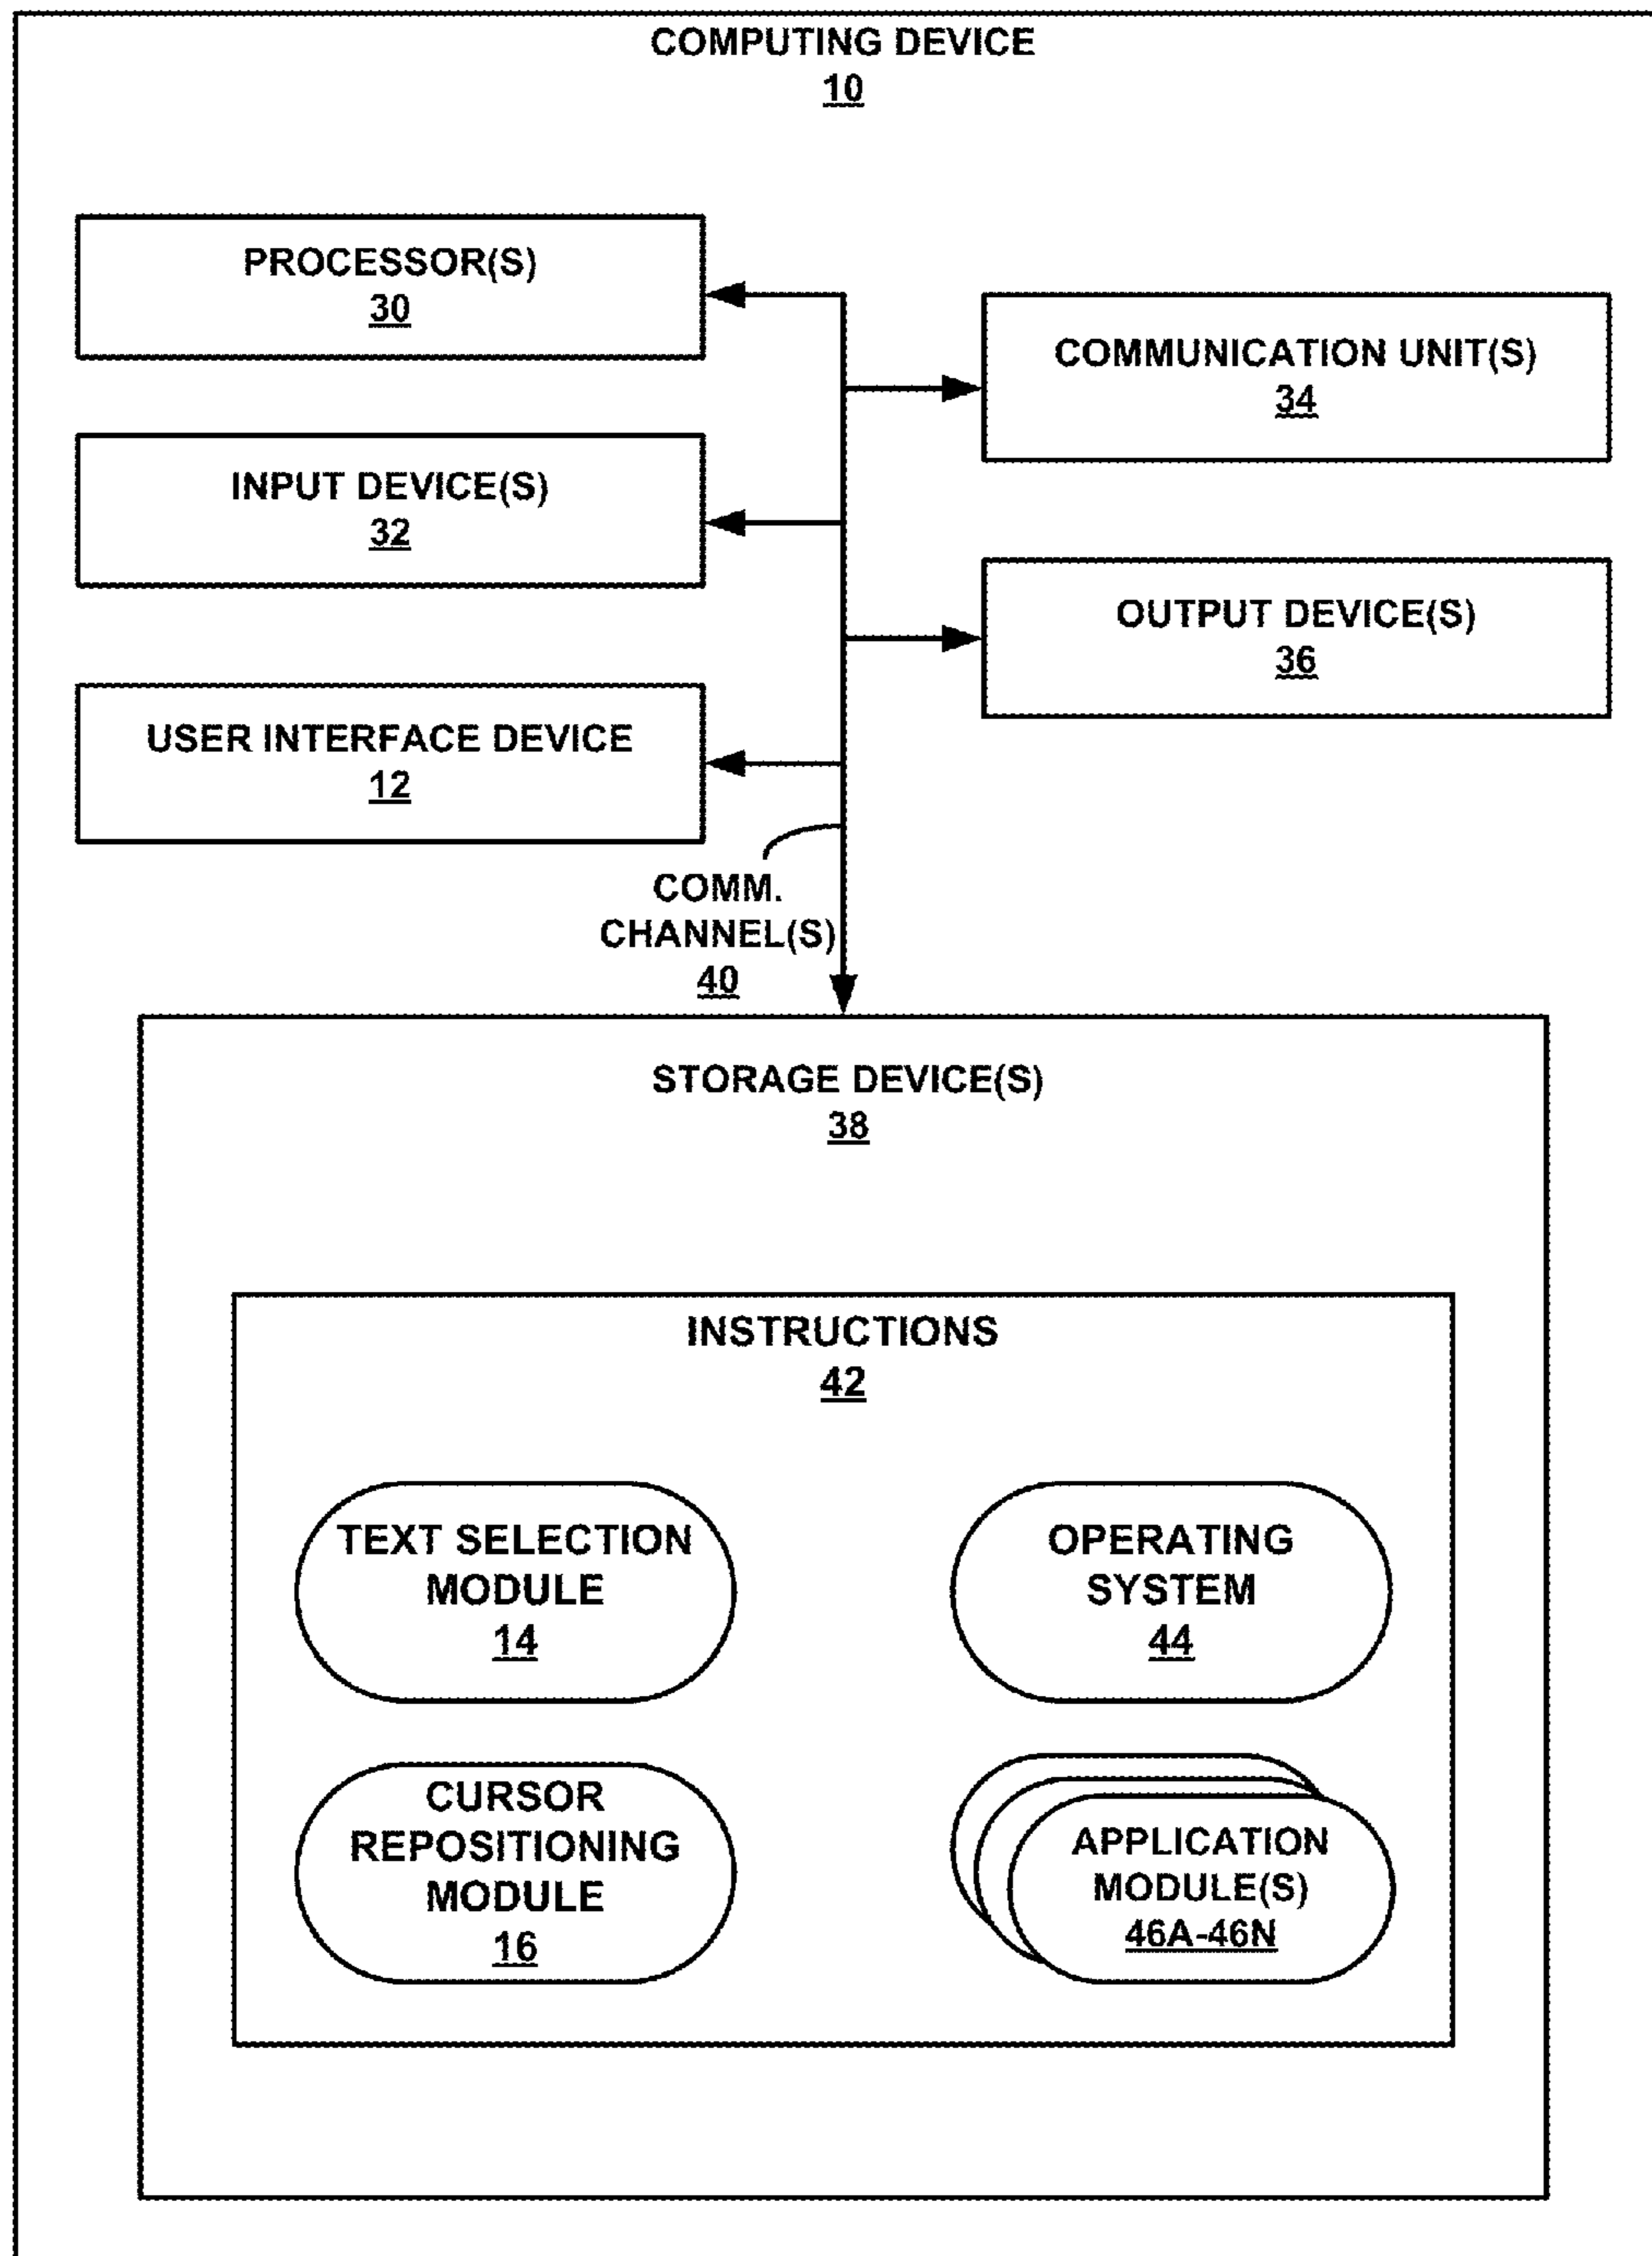 COMPUTING DEVICE
10
PROCESSOR(S)
30
COMMUNICATION UNIT(S)
34
INPUT DEVICE(S)
32
OUTPUT DEVICE(S)
36
USER INTERFACE DEVICE
12
COMM.
CHANNEL(S)
40
STORAGE DEVICE(S)
38
INSTRUCTIONS
42
TEXT SELECTION
MODULE
14
OPERATING
SYSTEM
44
CURSOR
REPOSITIONING
MODULE
16
APPLICATION
MODULE(S)
46A-46N